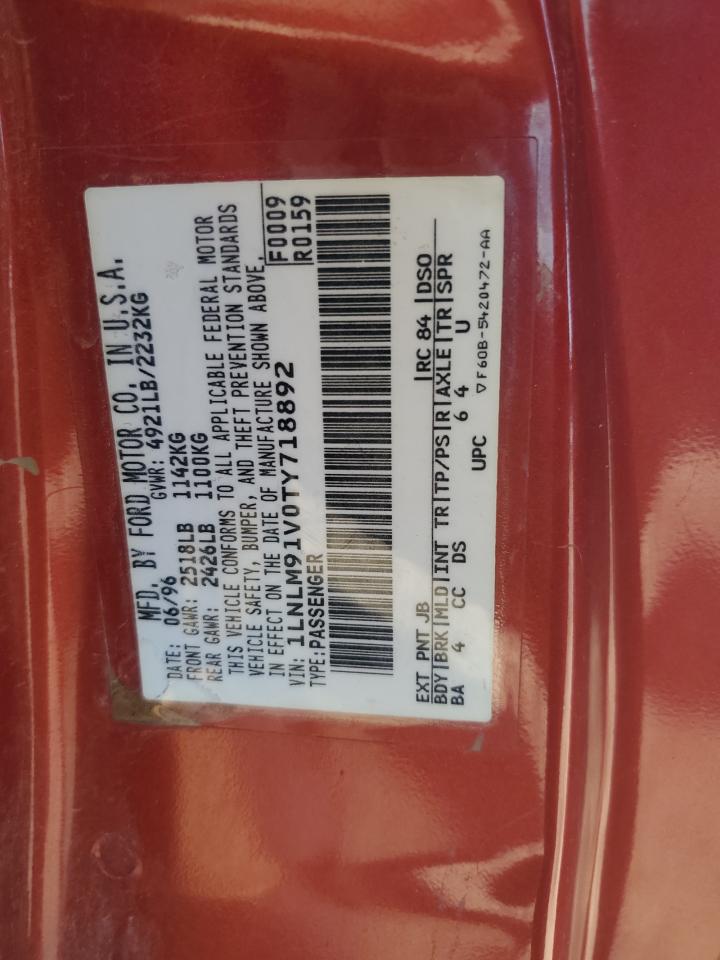 MFD. BY FORD MOTOR CO. IN U.S.A.
DATE: 06/96 GVWR: 4921LB/2232KG
FRONT GAWR: 2518LB 1142KG
REAR GAWR: 2426LB 1100KG
THIS VEHICLE CONFORMS TO ALL APPLICABLE FEDERAL MOTOR
VEHICLE SAFETY, BUMPER, AND THEFT PREVENTION STANDARDS
IN EFFECT ON THE DATE OF MANUFACTURE SHOWN ABOVE.
VIN: 1LNLM91V0TY718892 F0009
TYPE:PASSENGER R0159
EXT PNT JB |RC 84 |DSO
BDY|BRK|MLD|INT TR|TP/PS|R|AXLE|TR|SPR
BA 4 CC DS 6 4 U
UPC ▽F60B-5420472-AA